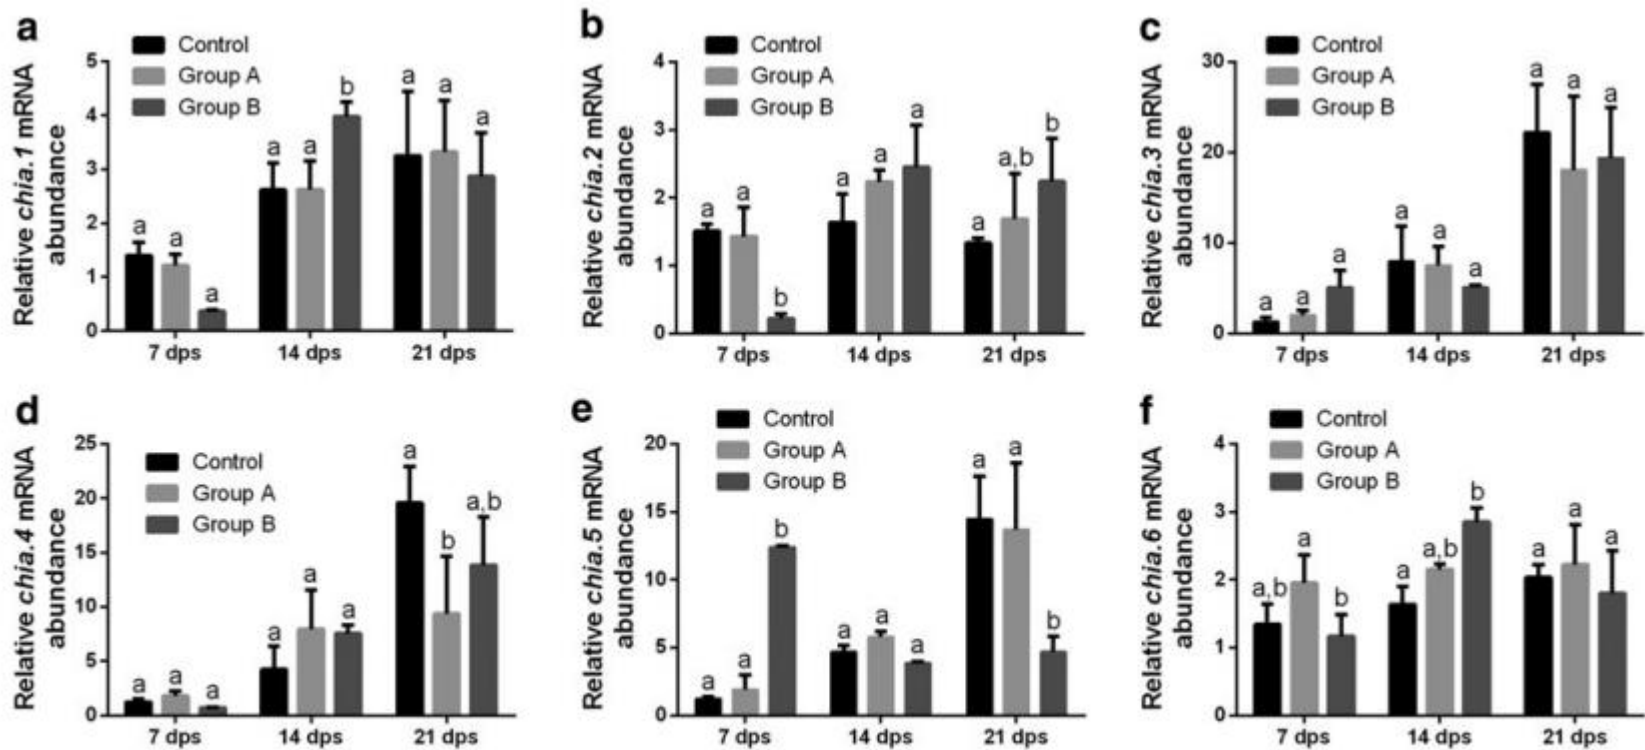 a
Control
Group A
Group B
Relative chia.1 mRNA
abundance
5
4
3
2
1
0
a a a
a a b
a a a
7 dps 14 dps 21 dps
b
Control
Group A
Group B
Relative chia.2 mRNA
abundance
4
3
2
1
0
a a b
a a a
a a,b b
7 dps 14 dps 21 dps
c
Control
Group A
Group B
Relative chia.3 mRNA
abundance
30
20
10
0
a a a
a a a
a a a
7 dps 14 dps 21 dps
d
Control
Group A
Group B
Relative chia.4 mRNA
abundance
25
20
15
10
5
0
a a a
a a a
a b a,b
7 dps 14 dps 21 dps
e
Control
Group A
Group B
Relative chia.5 mRNA
abundance
20
15
10
5
0
a a b
a a a
a a b
7 dps 14 dps 21 dps
f
Control
Group A
Group B
Relative chia.6 mRNA
abundance
4
3
2
1
0
a,b a b
a a,b b
a a a
7 dps 14 dps 21 dps